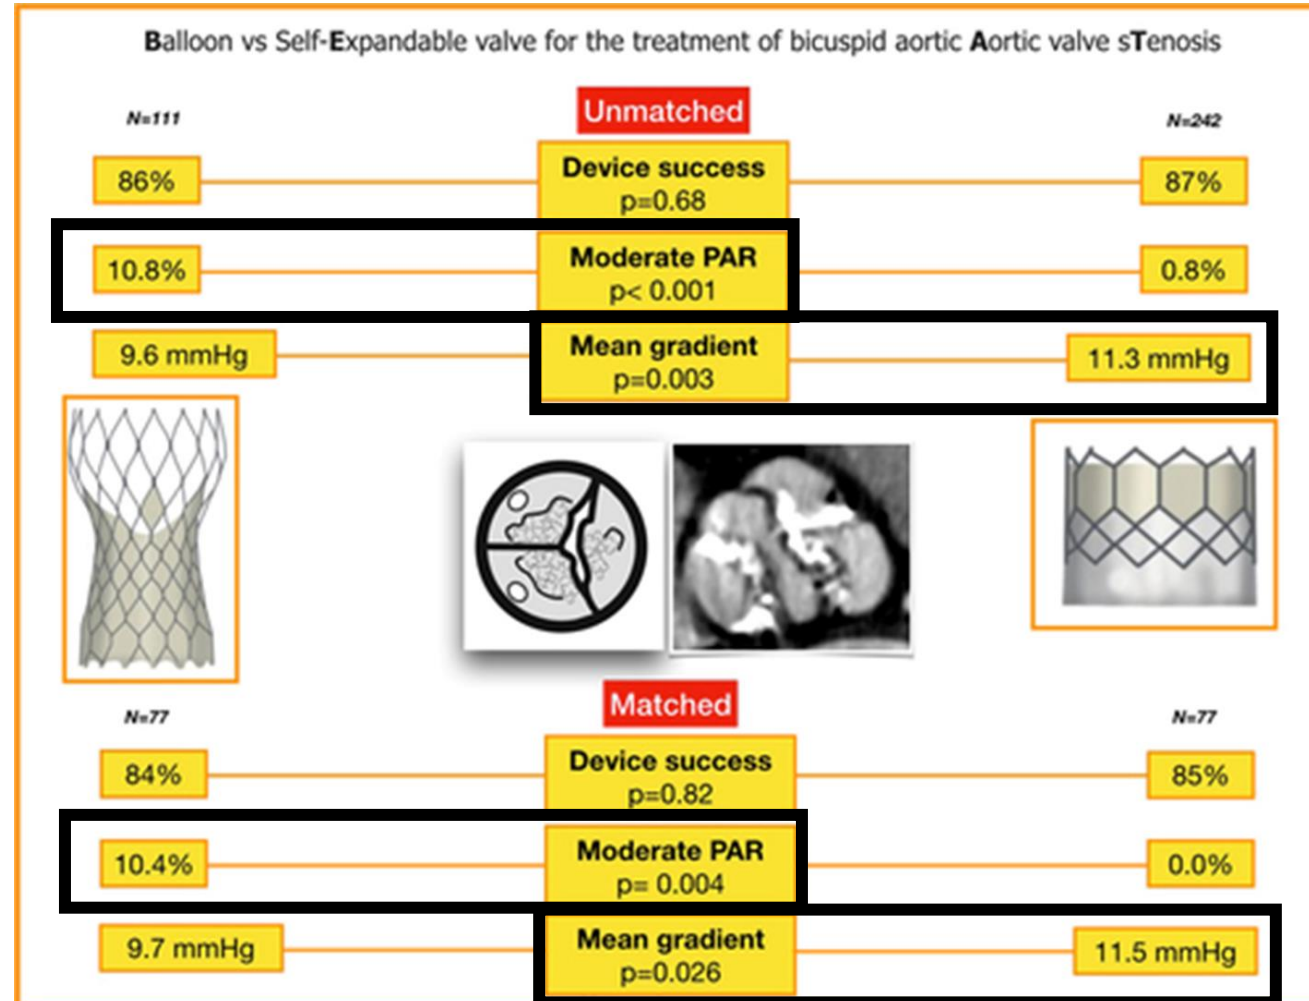 Balloon vs Self-Expandable valve for the treatment of bicuspid aortic Aortic valve sTenosis
Unmatched
N=111
N=242
86%
Device success
p=0.68
87%
10.8%
Moderate PAR
p< 0.001
0.8%
9.6 mmHg
Mean gradient
p=0.003
11.3 mmHg
Matched
N=77
N=77
84%
Device success
p=0.82
85%
10.4%
Moderate PAR
p= 0.004
0.0%
9.7 mmHg
Mean gradient
p=0.026
11.5 mmHg